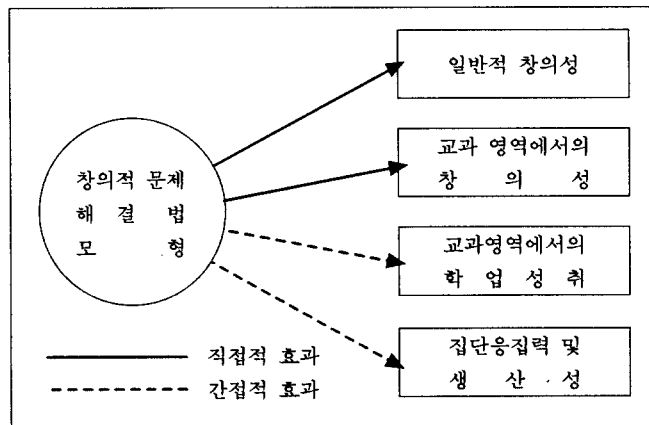 일반적 창의성
교과 영역에서의
창 의 성
창의적 문제
해 결 법
모 형
교과영역에서의
학 업 성 취
집단응집력 및
생 산 성
직접적 효과
간접적 효과